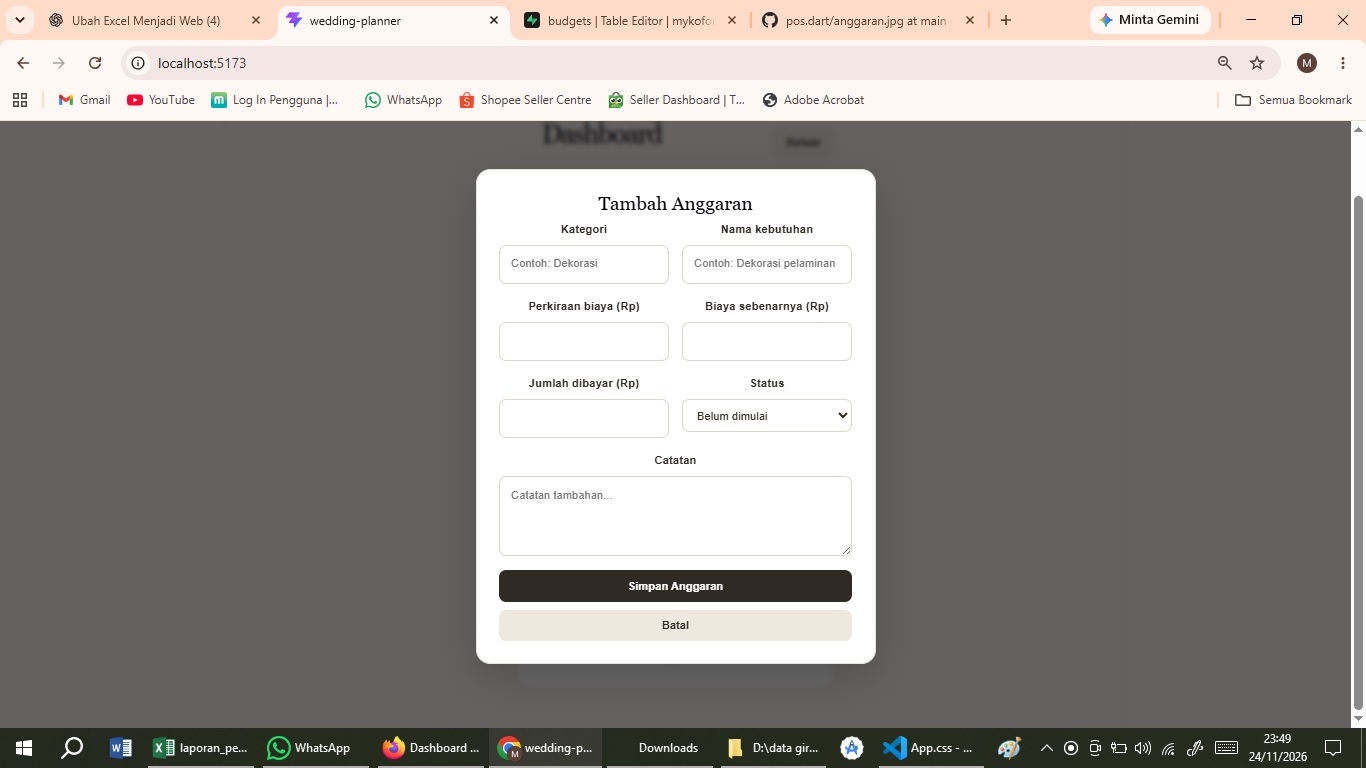 Ubah Excel Menjadi Web (4)
wedding-planner
budgets | Table Editor | mykofo
pos.dart/anggaran.jpg at main
Minta Gemini
localhost:5173
M
Gmail
YouTube
Log In Pengguna |...
WhatsApp
Shopee Seller Centre
Seller Dashboard | T...
Adobe Acrobat
Semua Bookmark
Dashboard
Keluar
Tambah Anggaran
Kategori
Nama kebutuhan
Contoh: Dekorasi
Contoh: Dekorasi pelaminan
Perkiraan biaya (Rp)
Biaya sebenarnya (Rp)
Jumlah dibayar (Rp)
Status
Belum dimulai
Catatan
Catatan tambahan...
Simpan Anggaran
Batal
laporan_pe...
WhatsApp
Dashboard ...
wedding-p...
Downloads
D:\data gir...
App.css - ...
23:49
24/11/2026